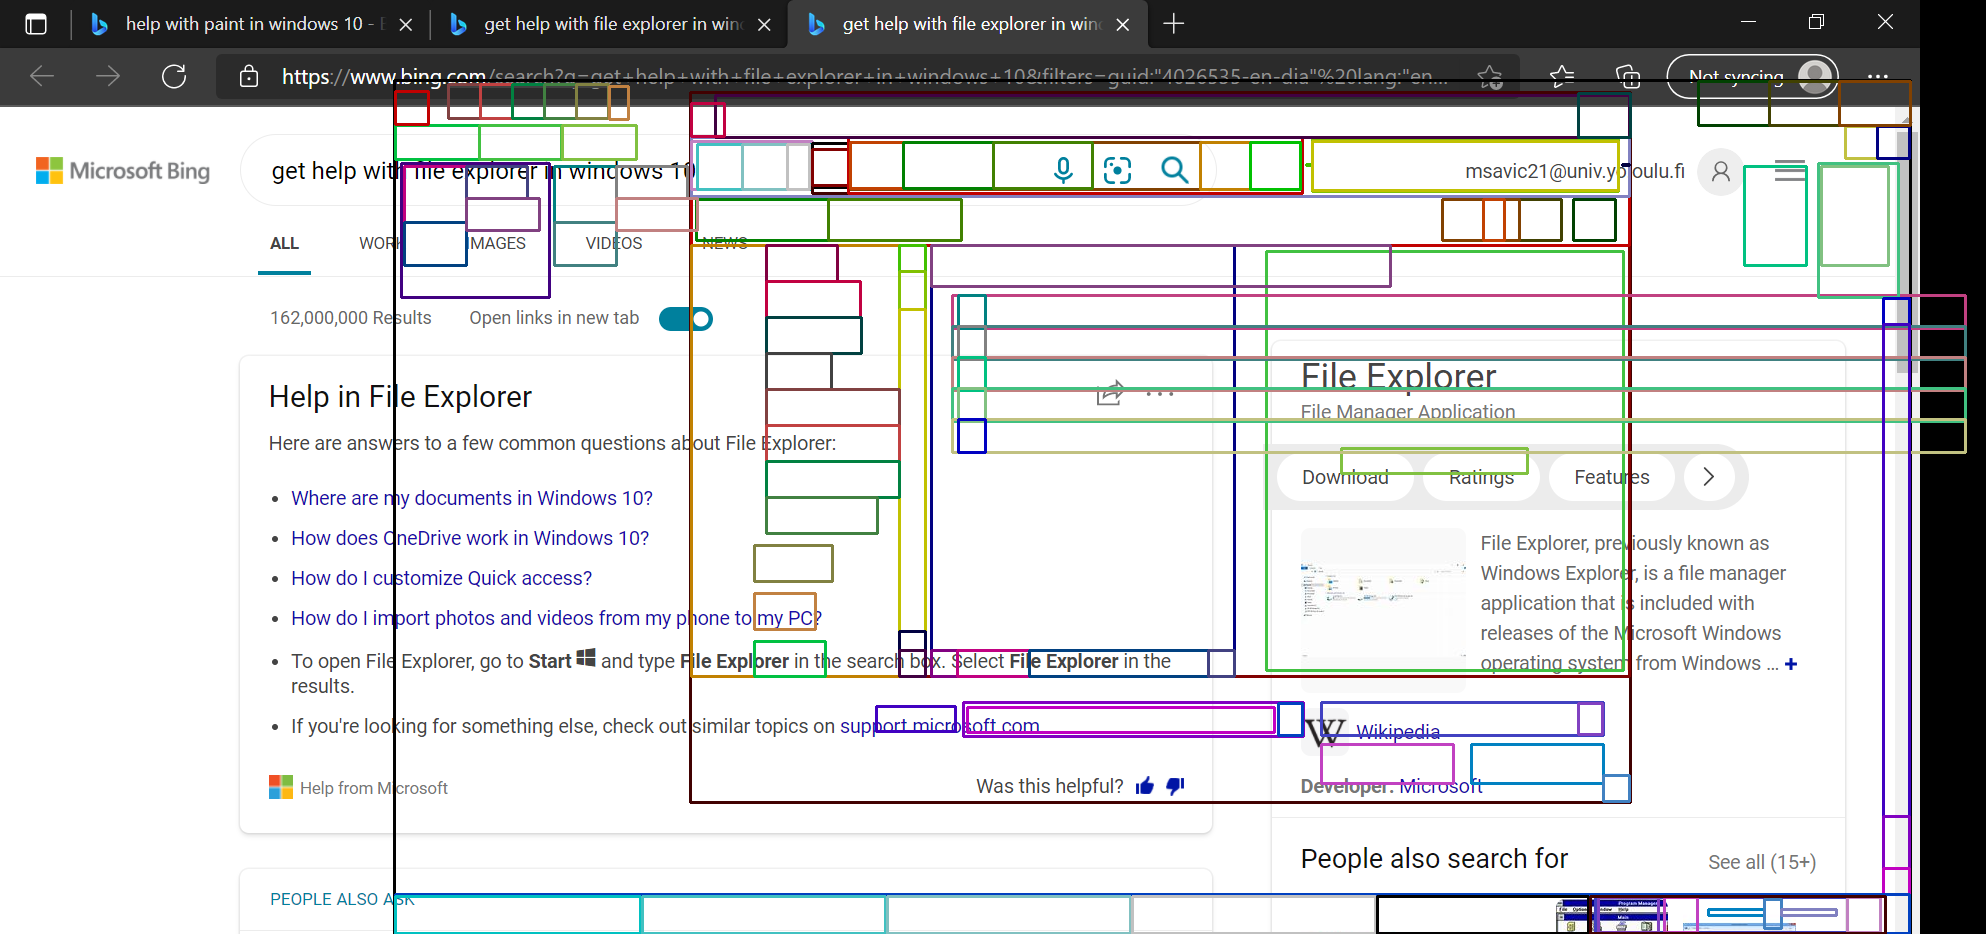 help with paint in windows 10 -
get help with file explorer in win
get help with file explorer in win
https://www.bing.com/search?q=get+help+with+file+explorer+in+windows+10&filters=guid:"4026535-en-dia"%20lang:"en...
Not syncing
Microsoft Bing
get help with file explorer in windows 10
msavic21@univ.yo
oulu.fi
ALL
WORK
IMAGES
VIDEOS
NEWS
162,000,000 Results
Open links in new tab
Help in File Explorer
Here are answers to a few common questions about File Explorer:
• Where are my documents in Windows 10?
• How does OneDrive work in Windows 10?
• How do I customize Quick access?
• How do I import photos and videos from my phone to my PC?
• To open File Explorer, go to Start and type File Explorer in the search box. Select File Explorer in the
results.
• If you're looking for something else, check out similar topics on support.microsoft.com
Help from Microsoft
Was this helpful?
PEOPLE ALSO ASK
File Explorer
File Manager Application
Download
Ratings
Features
File Explorer, previously known as
Windows Explorer, is a file manager
application that is included with
releases of the Microsoft Windows
operating system from Windows ... +
W Wikipedia
Developer: Microsoft
People also search for
See all (15+)
Program Manager
Main